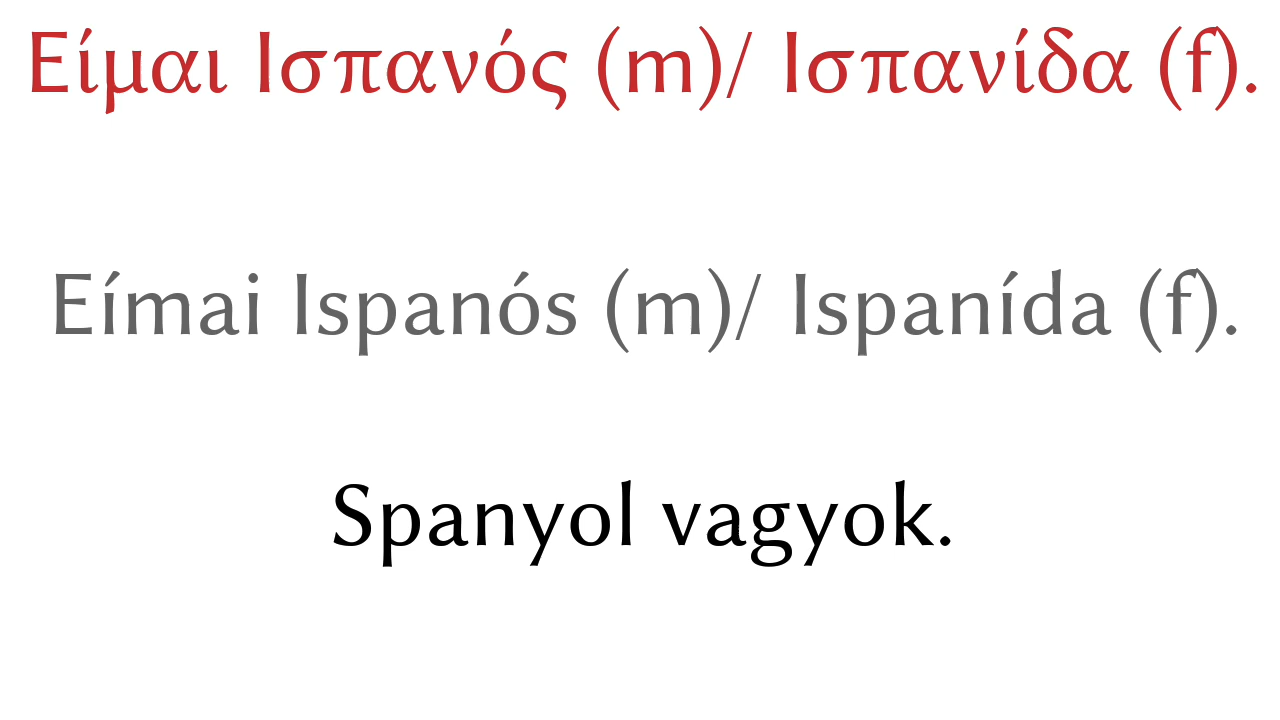 Είμαι Ισπανός (m)/ Ισπανίδα (f).
Eímai Ispanós (m)/ Ispanída (f).
Spanyol vagyok.